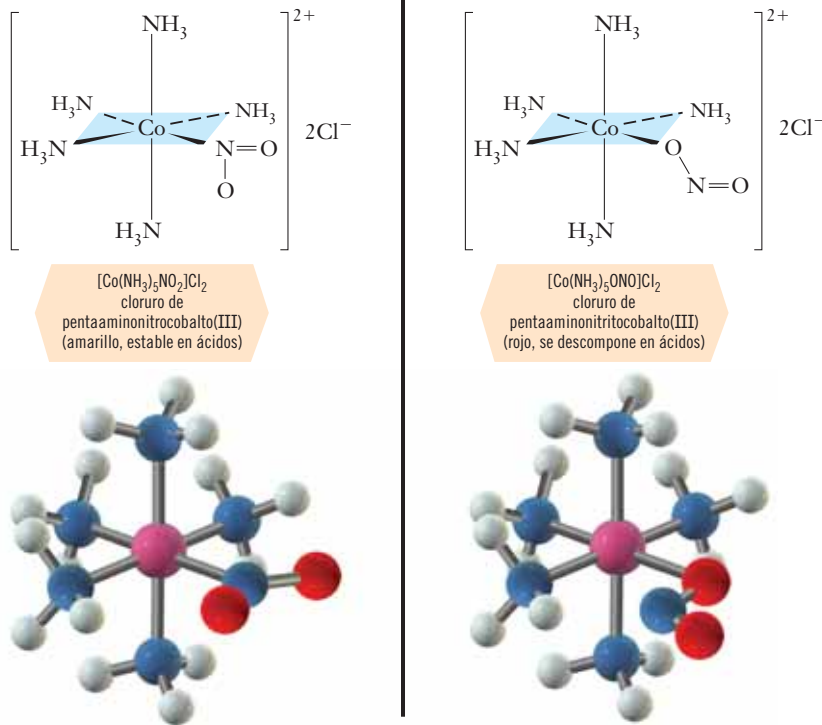 2+
NH₃
H₃N
NH₃
Co
2Cl⁻
H₃N
N=O
O
H₃N
[Co(NH₃)₅NO₂]Cl₂
cloruro de
pentaaminonitrocobalto(III)
(amarillo, estable en ácidos)
2+
NH₃
H₃N
NH₃
Co
2Cl⁻
H₃N
O
N=O
H₃N
[Co(NH₃)₅ONO]Cl₂
cloruro de
pentaaminonitritocobalto(III)
(rojo, se descompone en ácidos)